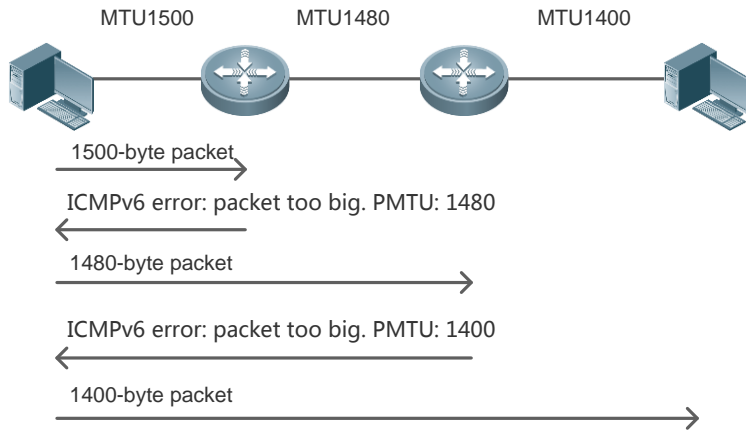 MTU1500 MTU1480 MTU1400
1500-byte packet
ICMPv6 error: packet too big. PMTU: 1480
1480-byte packet
ICMPv6 error: packet too big. PMTU: 1400
1400-byte packet